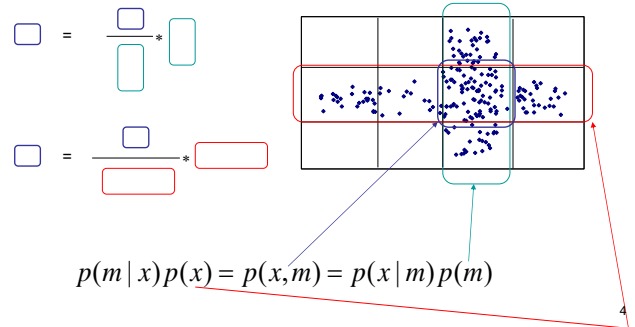 = *
= *
p(m | x) p(x) = p(x, m) = p(x | m) p(m)
4